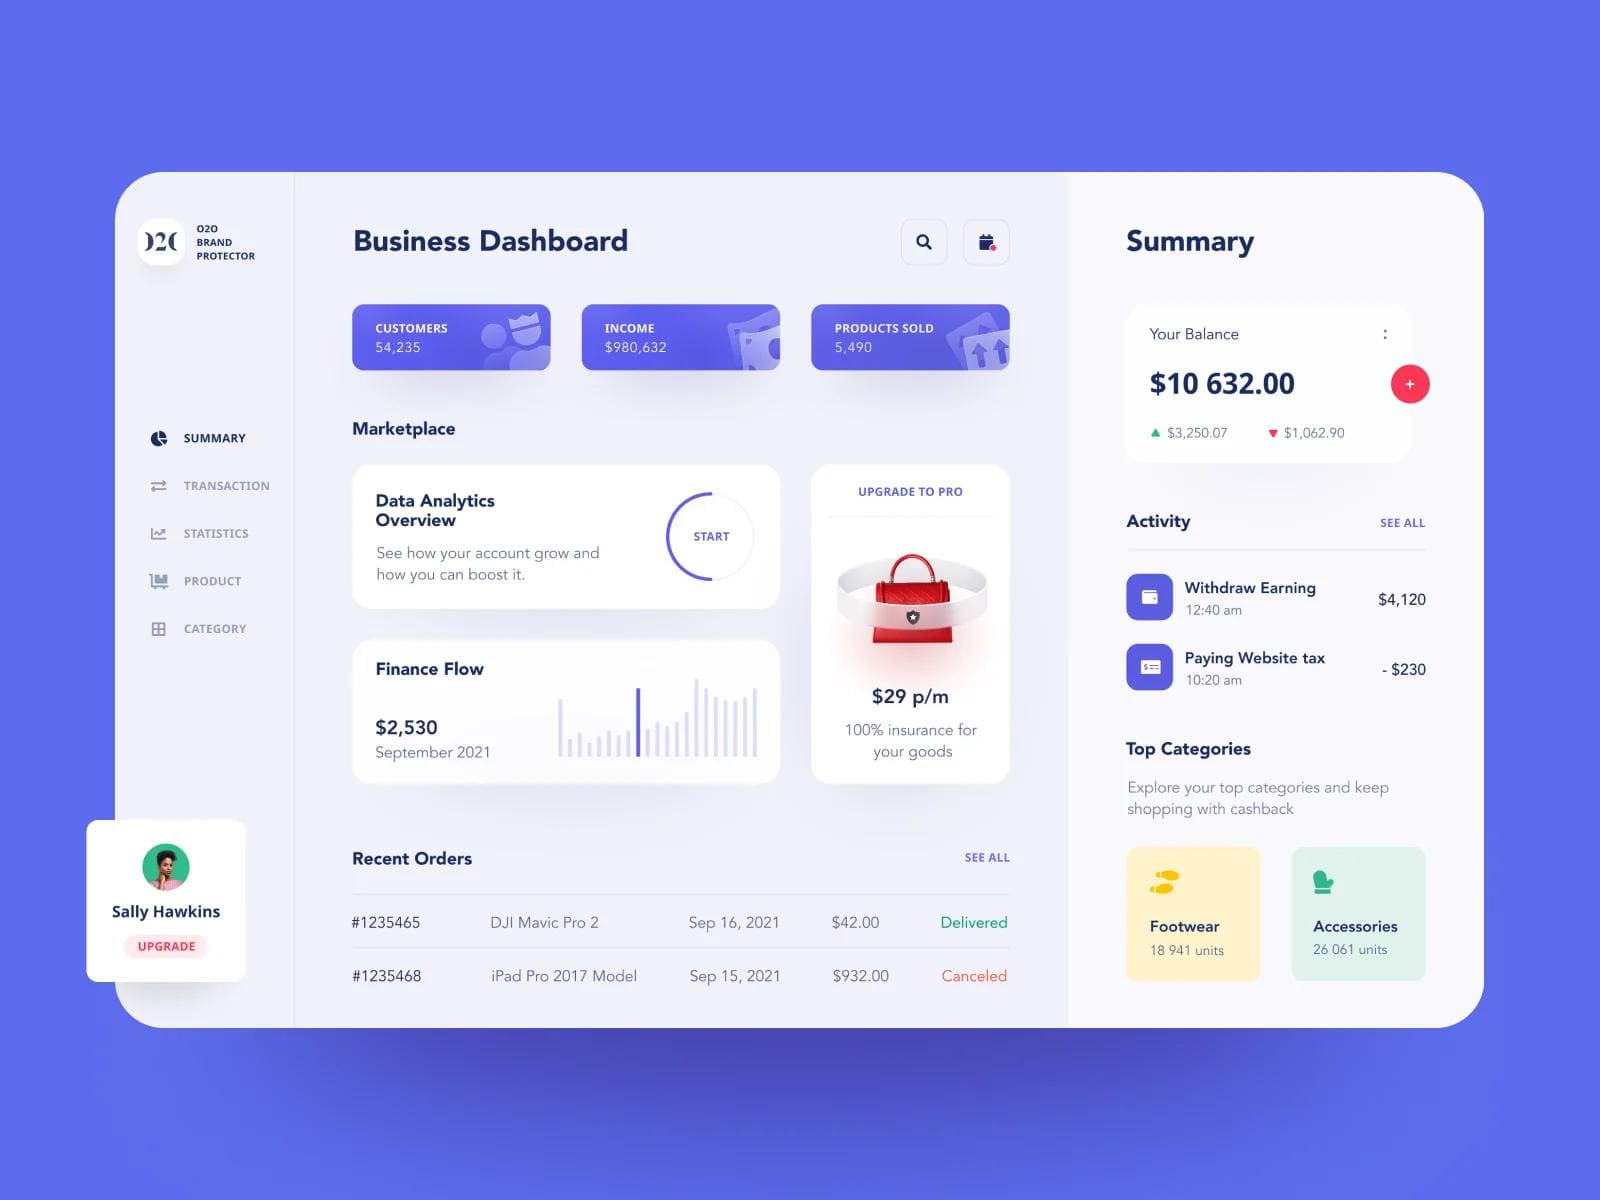 O2O
BRAND
PROTECTOR
SUMMARY
TRANSACTION
STATISTICS
PRODUCT
CATEGORY
Sally Hawkins
UPGRADE
Business Dashboard
CUSTOMERS
54,235
INCOME
$980,632
PRODUCTS SOLD
5,490
Marketplace
Data Analytics
Overview
See how your account grow and
how you can boost it.
START
Finance Flow
$2,530
September 2021
UPGRADE TO PRO
$29 p/m
100% insurance for
your goods
Recent Orders
SEE ALL
#1235465 DJI Mavic Pro 2 Sep 16, 2021 $42.00 Delivered
#1235468 iPad Pro 2017 Model Sep 15, 2021 $932.00 Canceled
Summary
Your Balance
$10 632.00
+
$3,250.07 $1,062.90
Activity
SEE ALL
Withdraw Earning
12:40 am
$4,120
Paying Website tax
10:20 am
- $230
Top Categories
Explore your top categories and keep
shopping with cashback
Footwear
18 941 units
Accessories
26 061 units